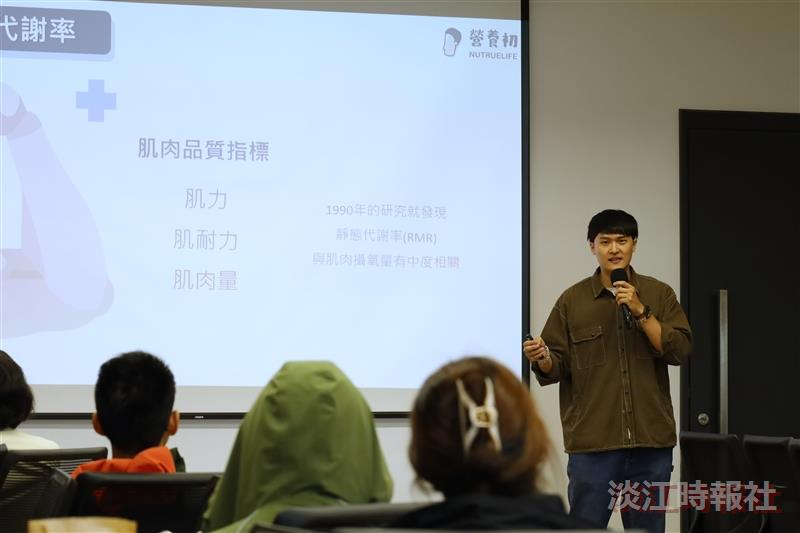 代謝率
營養初
NUTRUELIFE
肌肉品質指標
肌力
肌耐力
肌肉量
1990年的研究就發現
靜態代謝率(RMR)
與肌肉攝氧量有中度相關
淡江時報社